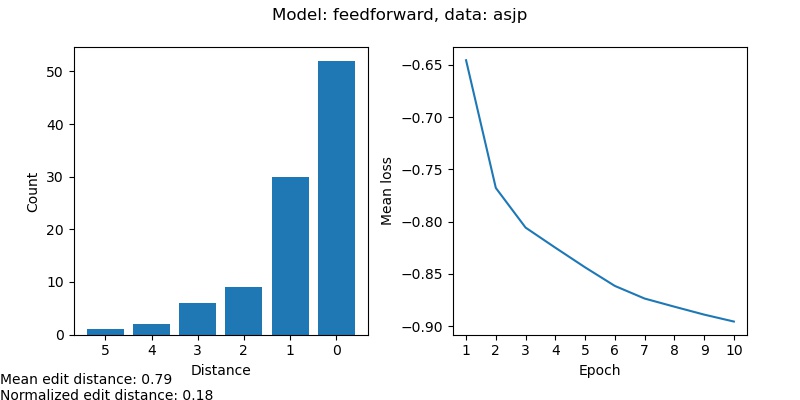 Model: feedforward, data: asjp
50
40
30
20
10
0
Count
5 4 3 2 1 0
Distance
−0.65
−0.70
−0.75
−0.80
−0.85
−0.90
Mean loss
1 2 3 4 5 6 7 8 9 10
Epoch
Mean edit distance: 0.79
Normalized edit distance: 0.18